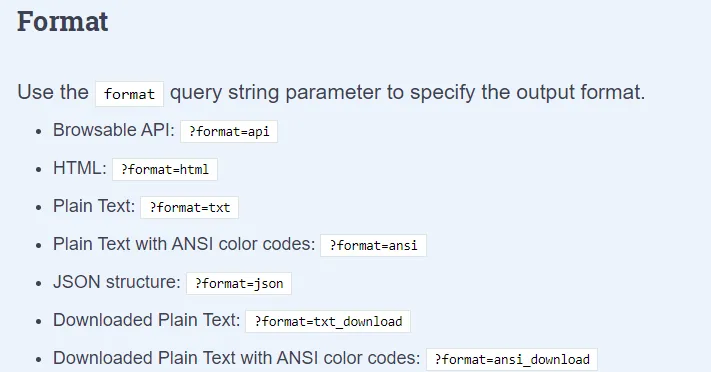 Format
Use the format query string parameter to specify the output format.
• Browsable API: ?format=api
• HTML: ?format=html
• Plain Text: ?format=txt
• Plain Text with ANSI color codes: ?format=ansi
• JSON structure: ?format=json
• Downloaded Plain Text: ?format=txt_download
• Downloaded Plain Text with ANSI color codes: ?format=ansi_download